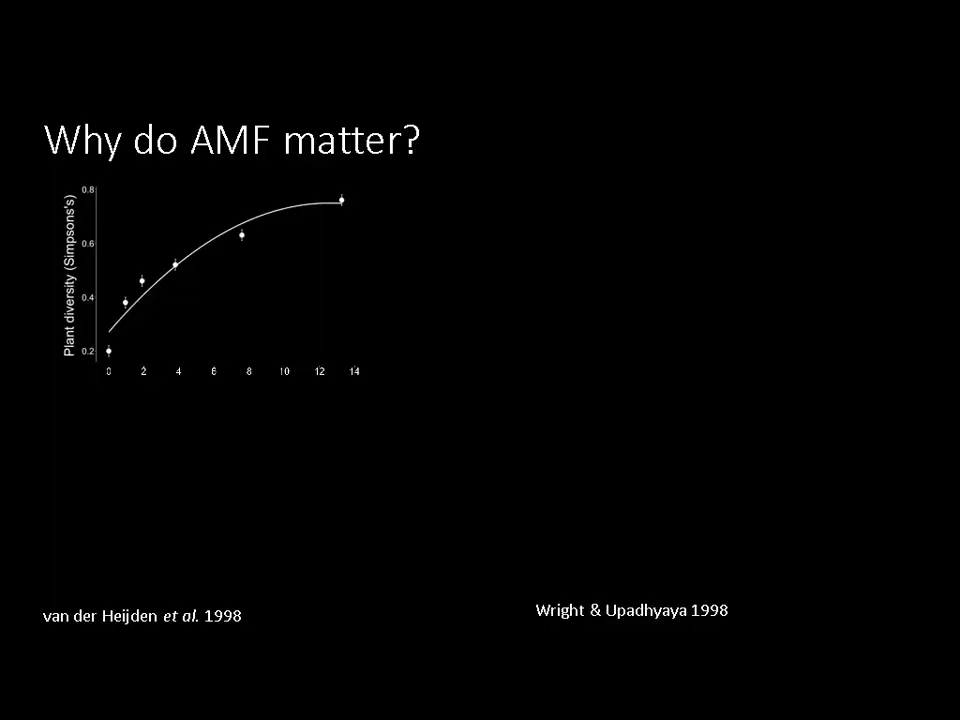 Why do AMF matter?
Plant diversity (Simpsons's)
0.8
0.6
0.4
0.2
0 2 4 6 8 10 12 14
van der Heijden et al. 1998
Wright & Upadhyaya 1998